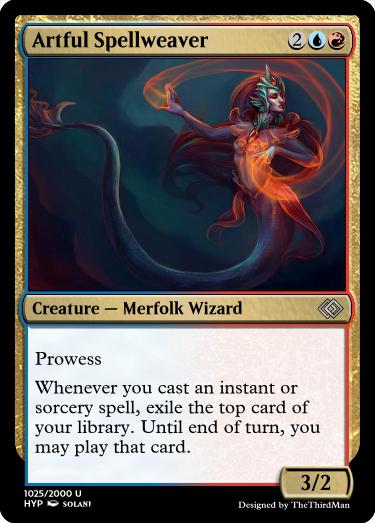 Artful Spellweaver 2
Creature — Merfolk Wizard
Prowess
Whenever you cast an instant or
sorcery spell, exile the top card of
your library. Until end of turn, you
may play that card.
3/2
1025/2000 U
HYP SOLANI
Designed by TheThirdMan